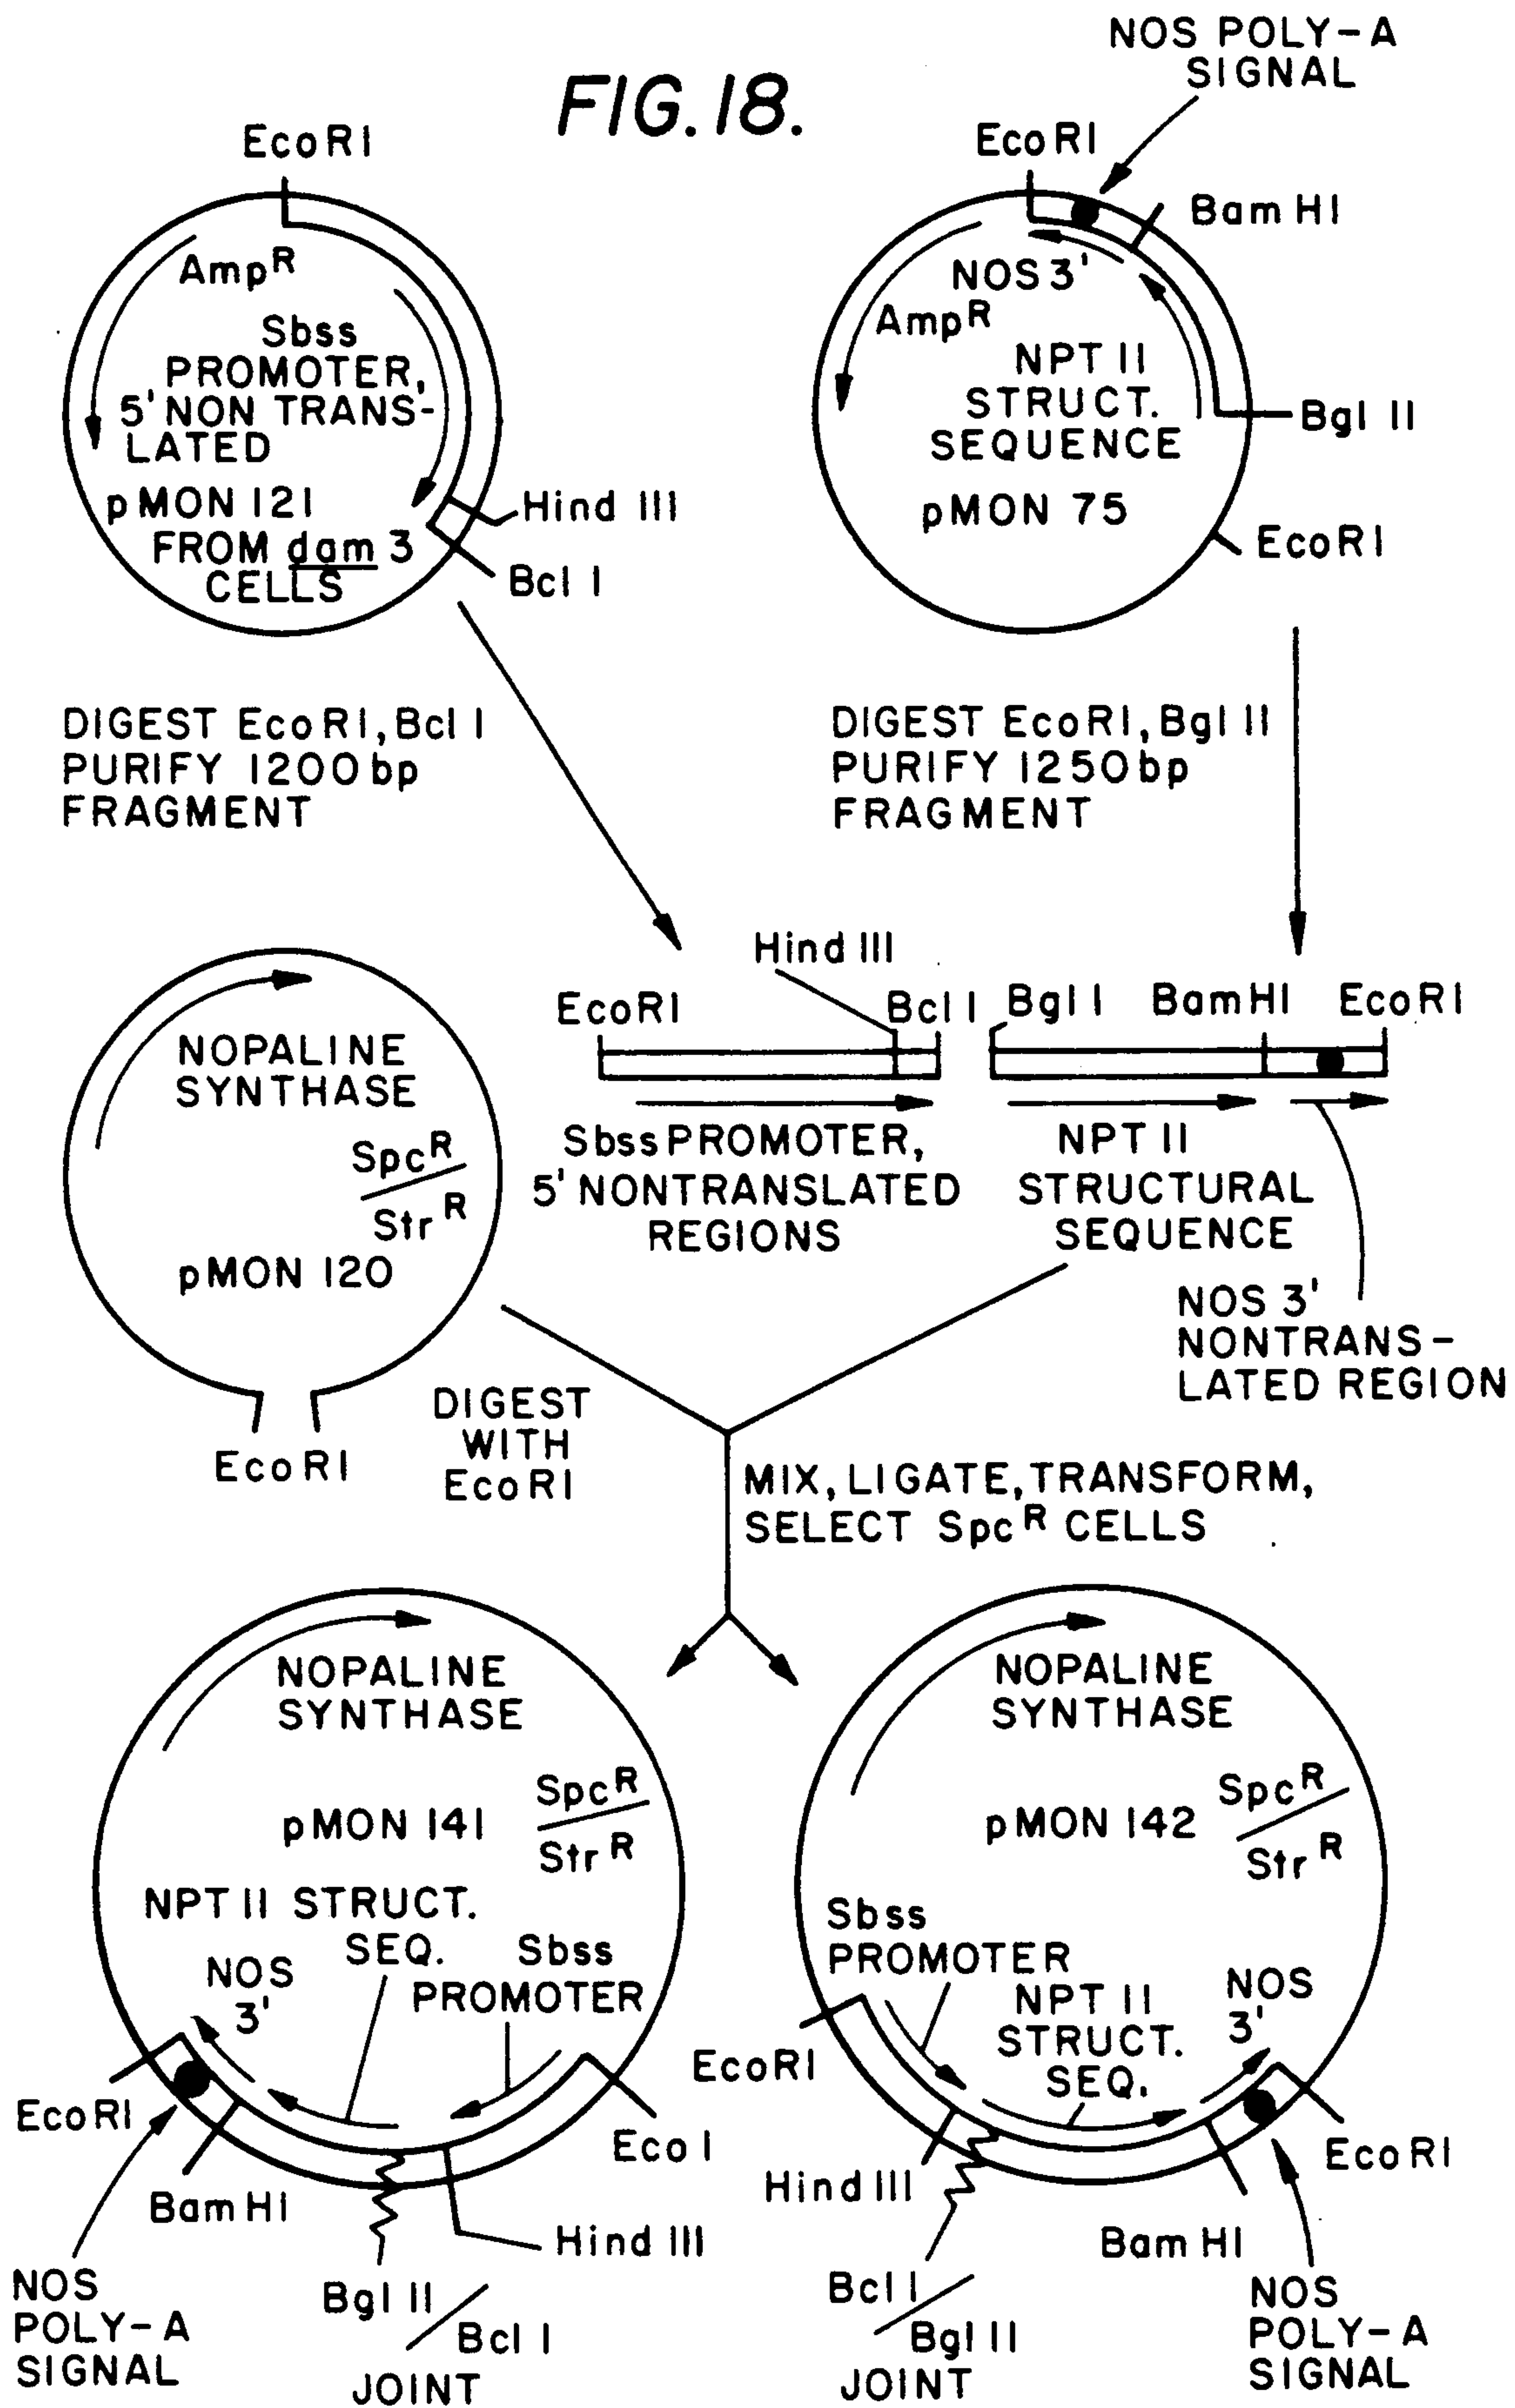 FIG. 18.
EcoRI
AmpR
Sbss
PROMOTER,
5' NON TRANS-
LATED
pMON 121
FROM dam 3
CELLS
Hind III
Bcl I
NOS POLY-A
SIGNAL
EcoRI
Bam HI
NOS 3'
AmpR
NPT II
STRUCT.
SEQUENCE
pMON 75
Bgl II
EcoRI
DIGEST EcoRI, Bcl I
PURIFY 1200 bp
FRAGMENT
DIGEST EcoRI, Bgl II
PURIFY 1250 bp
FRAGMENT
NOPALINE
SYNTHASE
SpcR
StrR
pMON 120
EcoRI
DIGEST
WITH
EcoRI
Hind III
EcoRI
Bcl I
Bgl I
BamHI
EcoRI
Sbss PROMOTER,
5' NONTRANSLATED
REGIONS
NPT II
STRUCTURAL
SEQUENCE
NOS 3'
NONTRANS-
LATED REGION
MIX, LIGATE, TRANSFORM,
SELECT SpcR CELLS
NOPALINE
SYNTHASE
pMON 141
SpcR
StrR
NPT II STRUCT.
SEQ.
NOS
3'
Sbss
PROMOTER
EcoRI
Bam HI
Eco I
Hind III
Bgl II
Bcl I
JOINT
NOS
POLY-A
SIGNAL
NOPALINE
SYNTHASE
pMON 142
SpcR
StrR
Sbss
PROMOTER
NPT II
STRUCT.
SEQ.
NOS
3'
EcoRI
Hind III
Bcl I
Bgl II
JOINT
Bam HI
EcoRI
NOS
POLY-A
SIGNAL